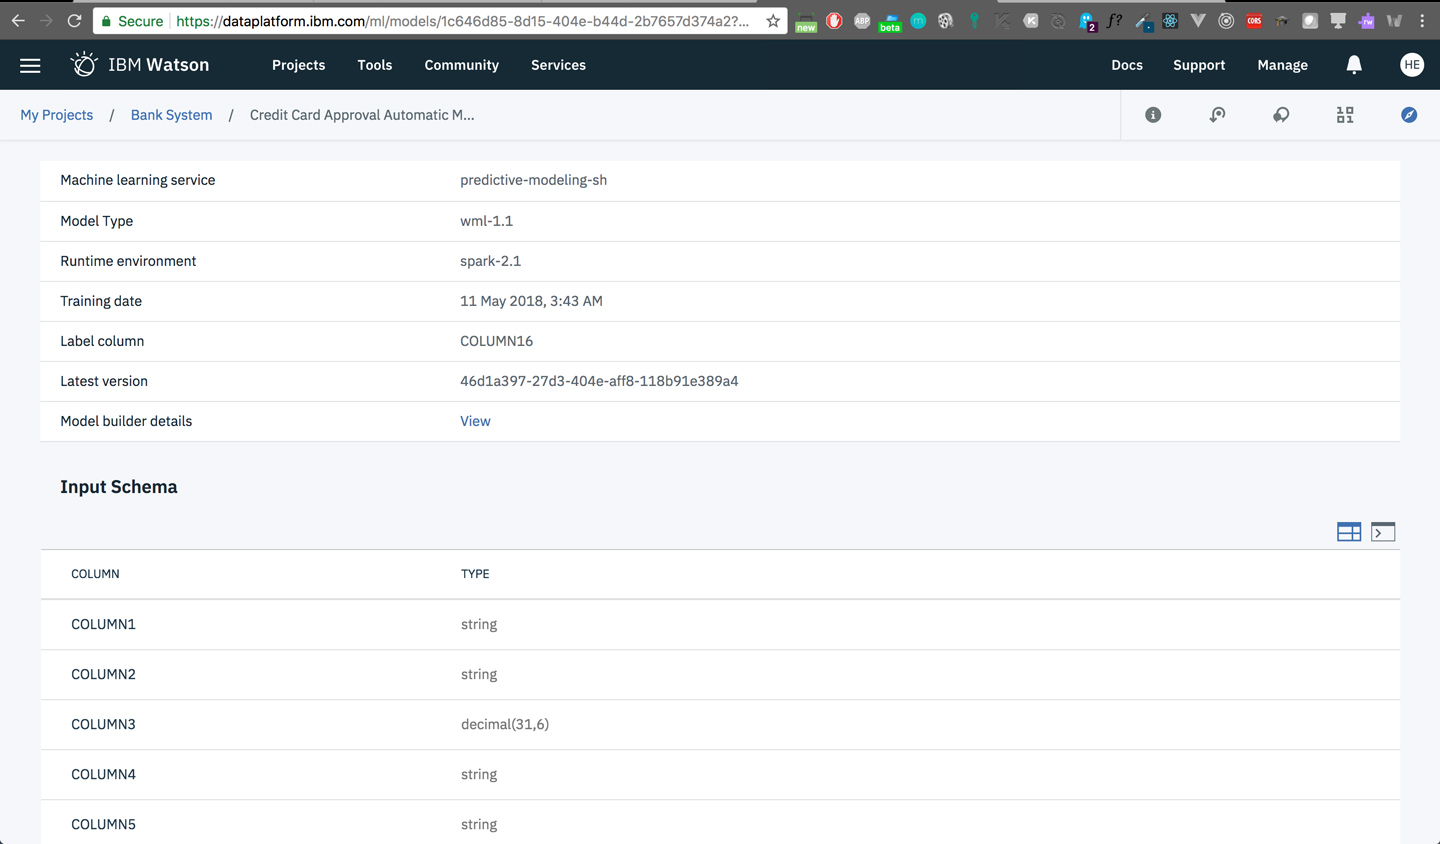 Secure https://dataplatform.ibm.com/ml/models/1c646d85-8d15-404e-b44d-2b7657d374a2?...
new ABP beta 2 ƒ? CORS rw
IBM Watson Projects Tools Community Services Docs Support Manage HE
My Projects / Bank System / Credit Card Approval Automatic M...
Machine learning service predictive-modeling-sh
Model Type wml-1.1
Runtime environment spark-2.1
Training date 11 May 2018, 3:43 AM
Label column COLUMN16
Latest version 46d1a397-27d3-404e-aff8-118b91e389a4
Model builder details View
Input Schema
COLUMN TYPE
COLUMN1 string
COLUMN2 string
COLUMN3 decimal(31,6)
COLUMN4 string
COLUMN5 string